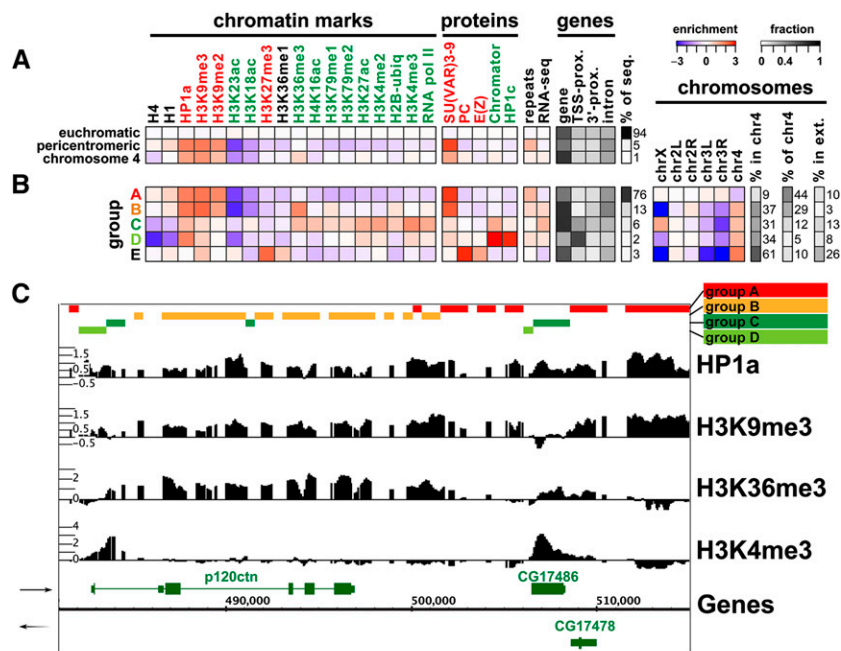 chromatin marks proteins genes enrichment fraction
−3 0 3 0 0.4 1
A
H4 H1 HP1a H3K9me3 H3K9me2 H3K23ac H3K18ac H3K27me3 H3K36me1 H3K36me3 H4K16ac H3K79me1 H3K79me2 H3K27ac H3K4me2 H2B-ubiq H3K4me3 RNA pol II SU(VAR)3-9 PC E(Z) Chromator HP1c repeats RNA-seq gene TSS-prox. 3'-prox. intron % of seq.
chromosomes
chrX chr2L chr2R chr3L chr3R chr4 % in chr4 % of chr4 % in ext.
euchromatic 94
pericentromeric 5
chromosome 4 1
B
group
A 76 9 44 10
B 13 37 29 3
C 6 31 12 13
D 2 34 5 8
E 3 61 10 26
C
group A
group B
group C
group D
1.5
0.5
−0.5
HP1a
1.5
0.5
−0.5
H3K9me3
2
0
H3K36me3
4
2
0
H3K4me3
p120ctn CG17486
Genes
490,000 500,000 510,000
CG17478